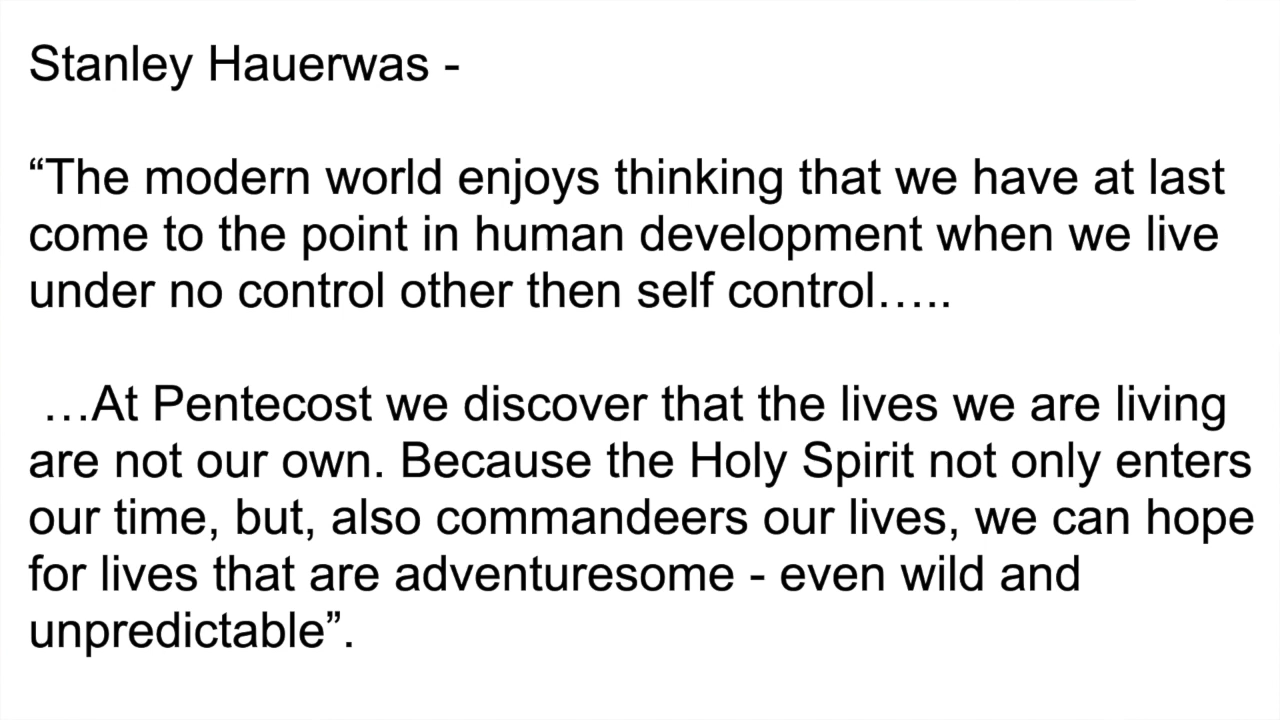 Stanley Hauerwas -
“The modern world enjoys thinking that we have at last
come to the point in human development when we live
under no control other then self control…..
…At Pentecost we discover that the lives we are living
are not our own. Because the Holy Spirit not only enters
our time, but, also commandeers our lives, we can hope
for lives that are adventuresome - even wild and
unpredictable”.